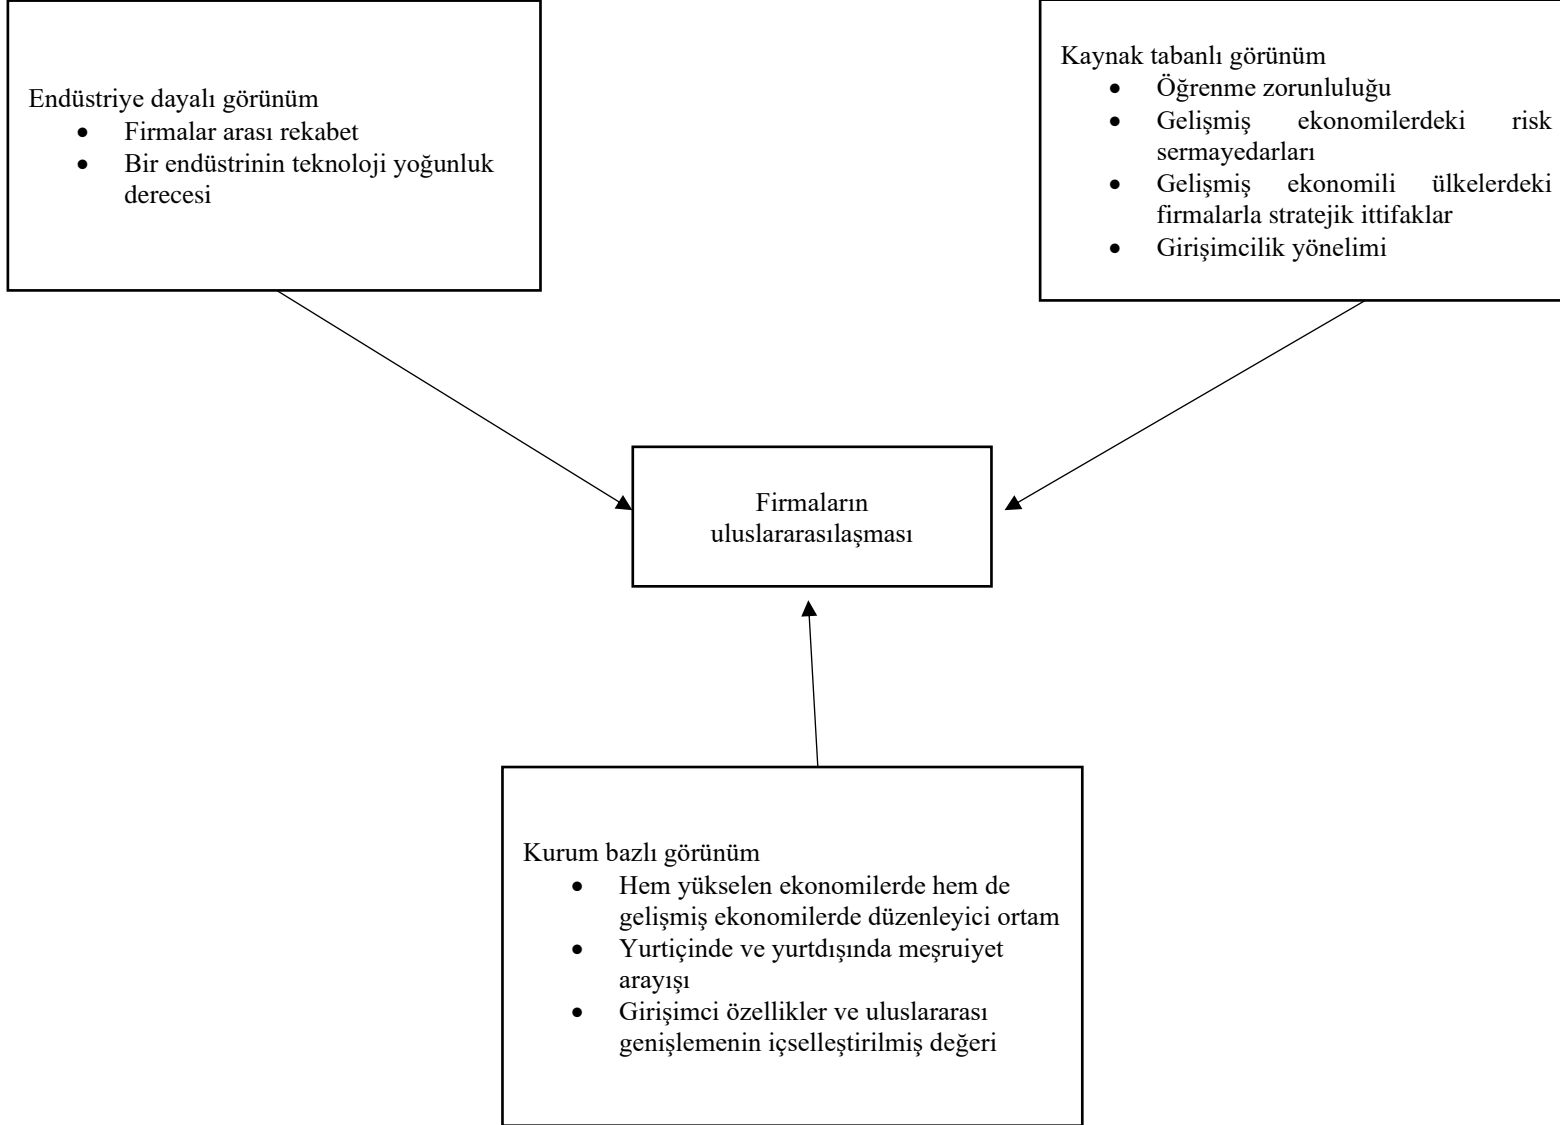 Endüstriye dayalı görünüm
• Firmalar arası rekabet
• Bir endüstrinin teknoloji yoğunluk
derecesi
Kaynak tabanlı görünüm
• Öğrenme zorunluluğu
• Gelişmiş ekonomilerdeki risk
sermayedarları
• Gelişmiş ekonomili ülkelerdeki
firmalarla stratejik ittifaklar
• Girişimcilik yönelimi
Firmaların
uluslararasılaşması
Kurum bazlı görünüm
• Hem yükselen ekonomilerde hem de
gelişmiş ekonomilerde düzenleyici ortam
• Yurtiçinde ve yurtdışında meşruiyet
arayışı
• Girişimci özellikler ve uluslararası
genişlemenin içselleştirilmiş değeri